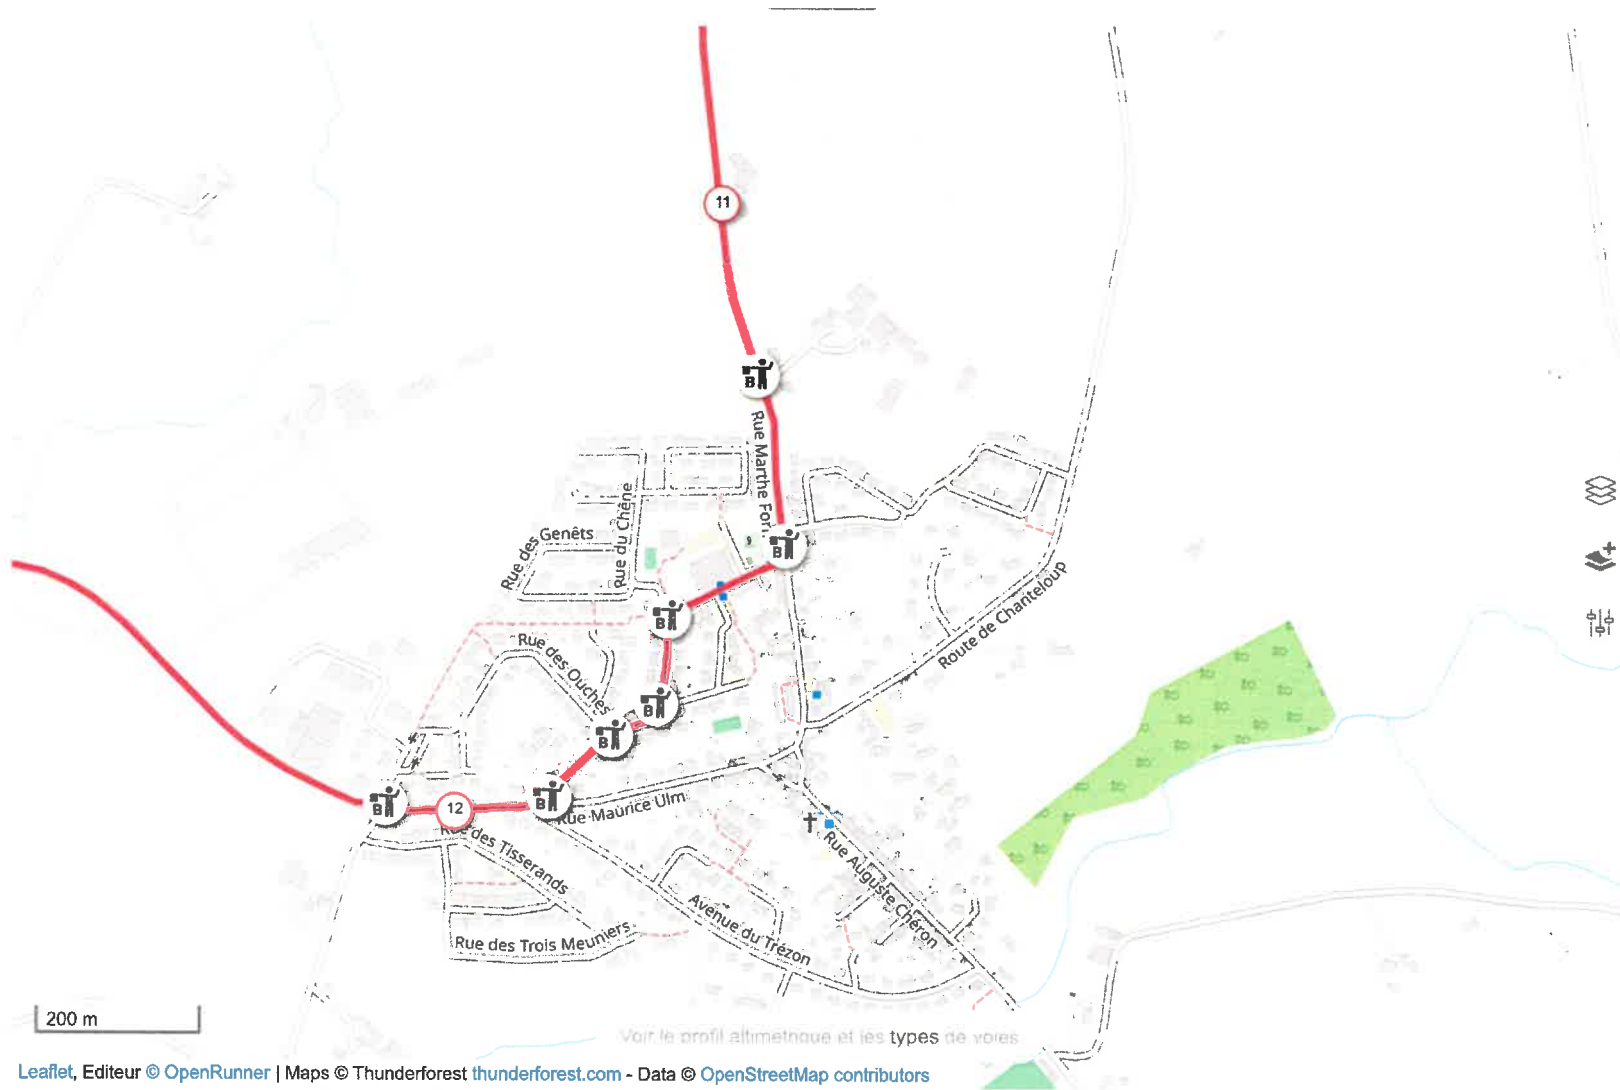 11
B
Rue Marthe For
Rue du Chêne
Rue des Genêts
9
B
B
Route de Chanteloup
Rue des Ouches
B
B
B
B
12
Rue Maurice Ulm
Rue des Tisserands
Rue Auguste Chéron
Avenue du Trézon
Rue des Trois Meuniers
200 m
Voir le profil altimétrique et les types de voies
Leaflet, Editeur © OpenRunner | Maps © Thunderforest thunderforest.com - Data © OpenStreetMap contributors